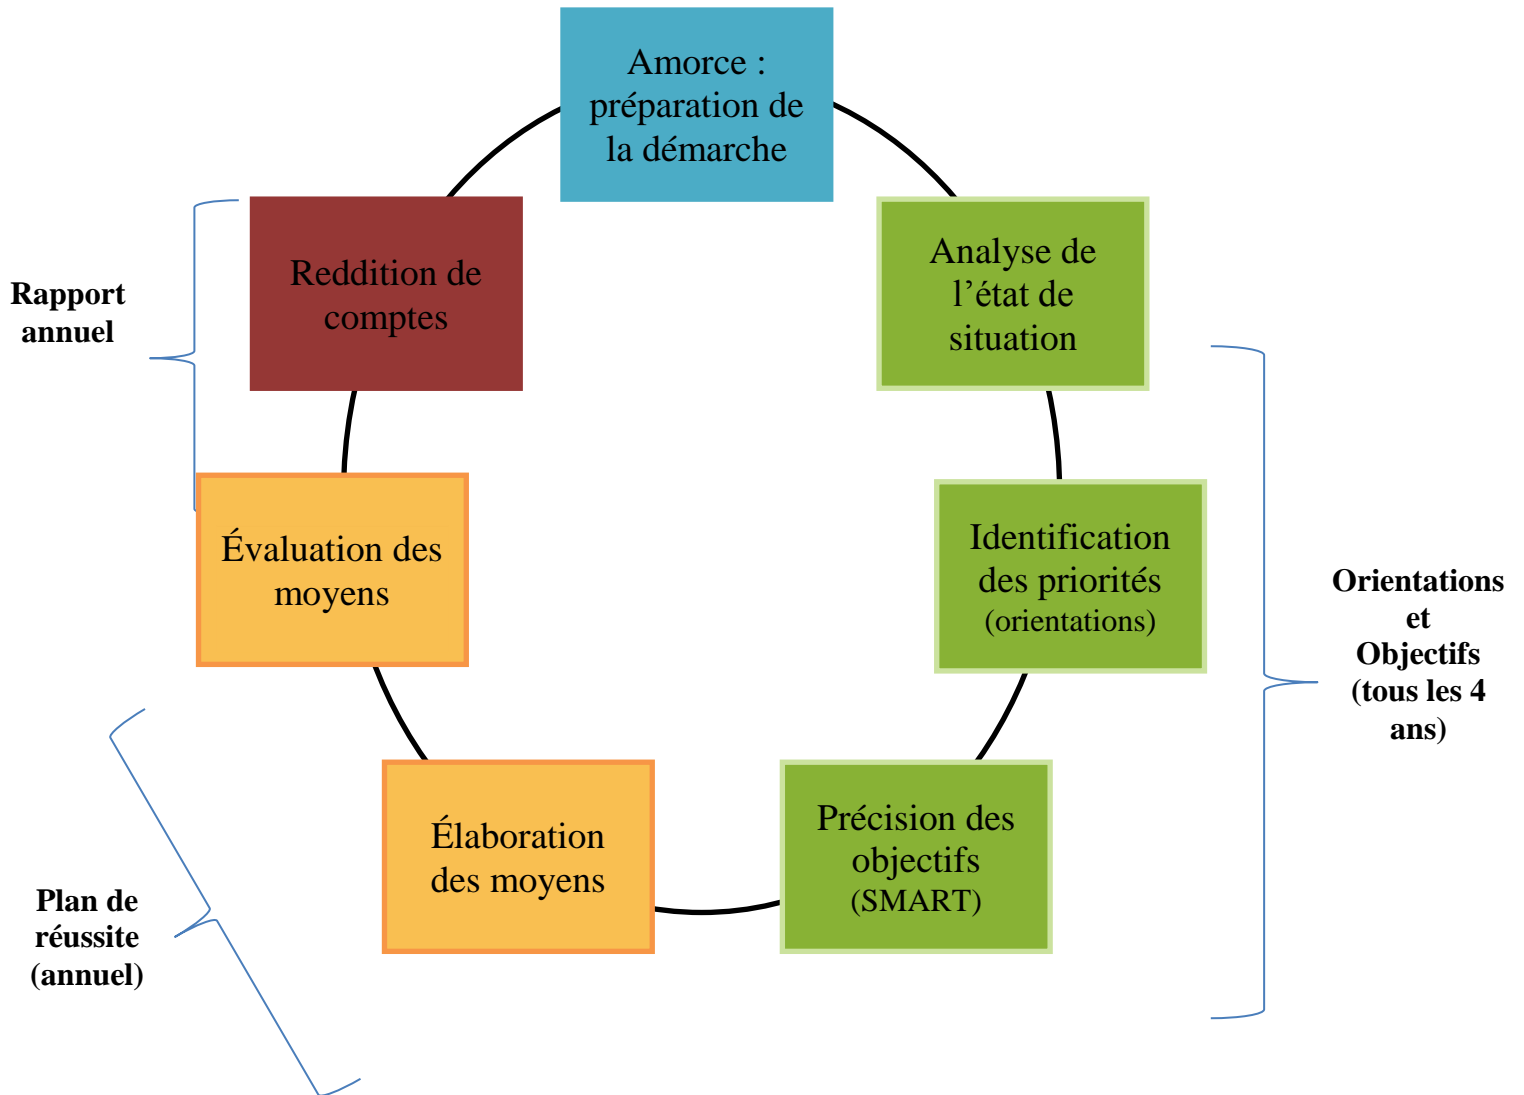 Amorce :
préparation de
la démarche
Analyse de
l’état de
situation
Identification
des priorités
(orientations)
Précision des
objectifs
(SMART)
Élaboration
des moyens
Évaluation des
moyens
Reddition de
comptes
Orientations
et
Objectifs
(tous les 4
ans)
Plan de
réussite
(annuel)
Rapport
annuel